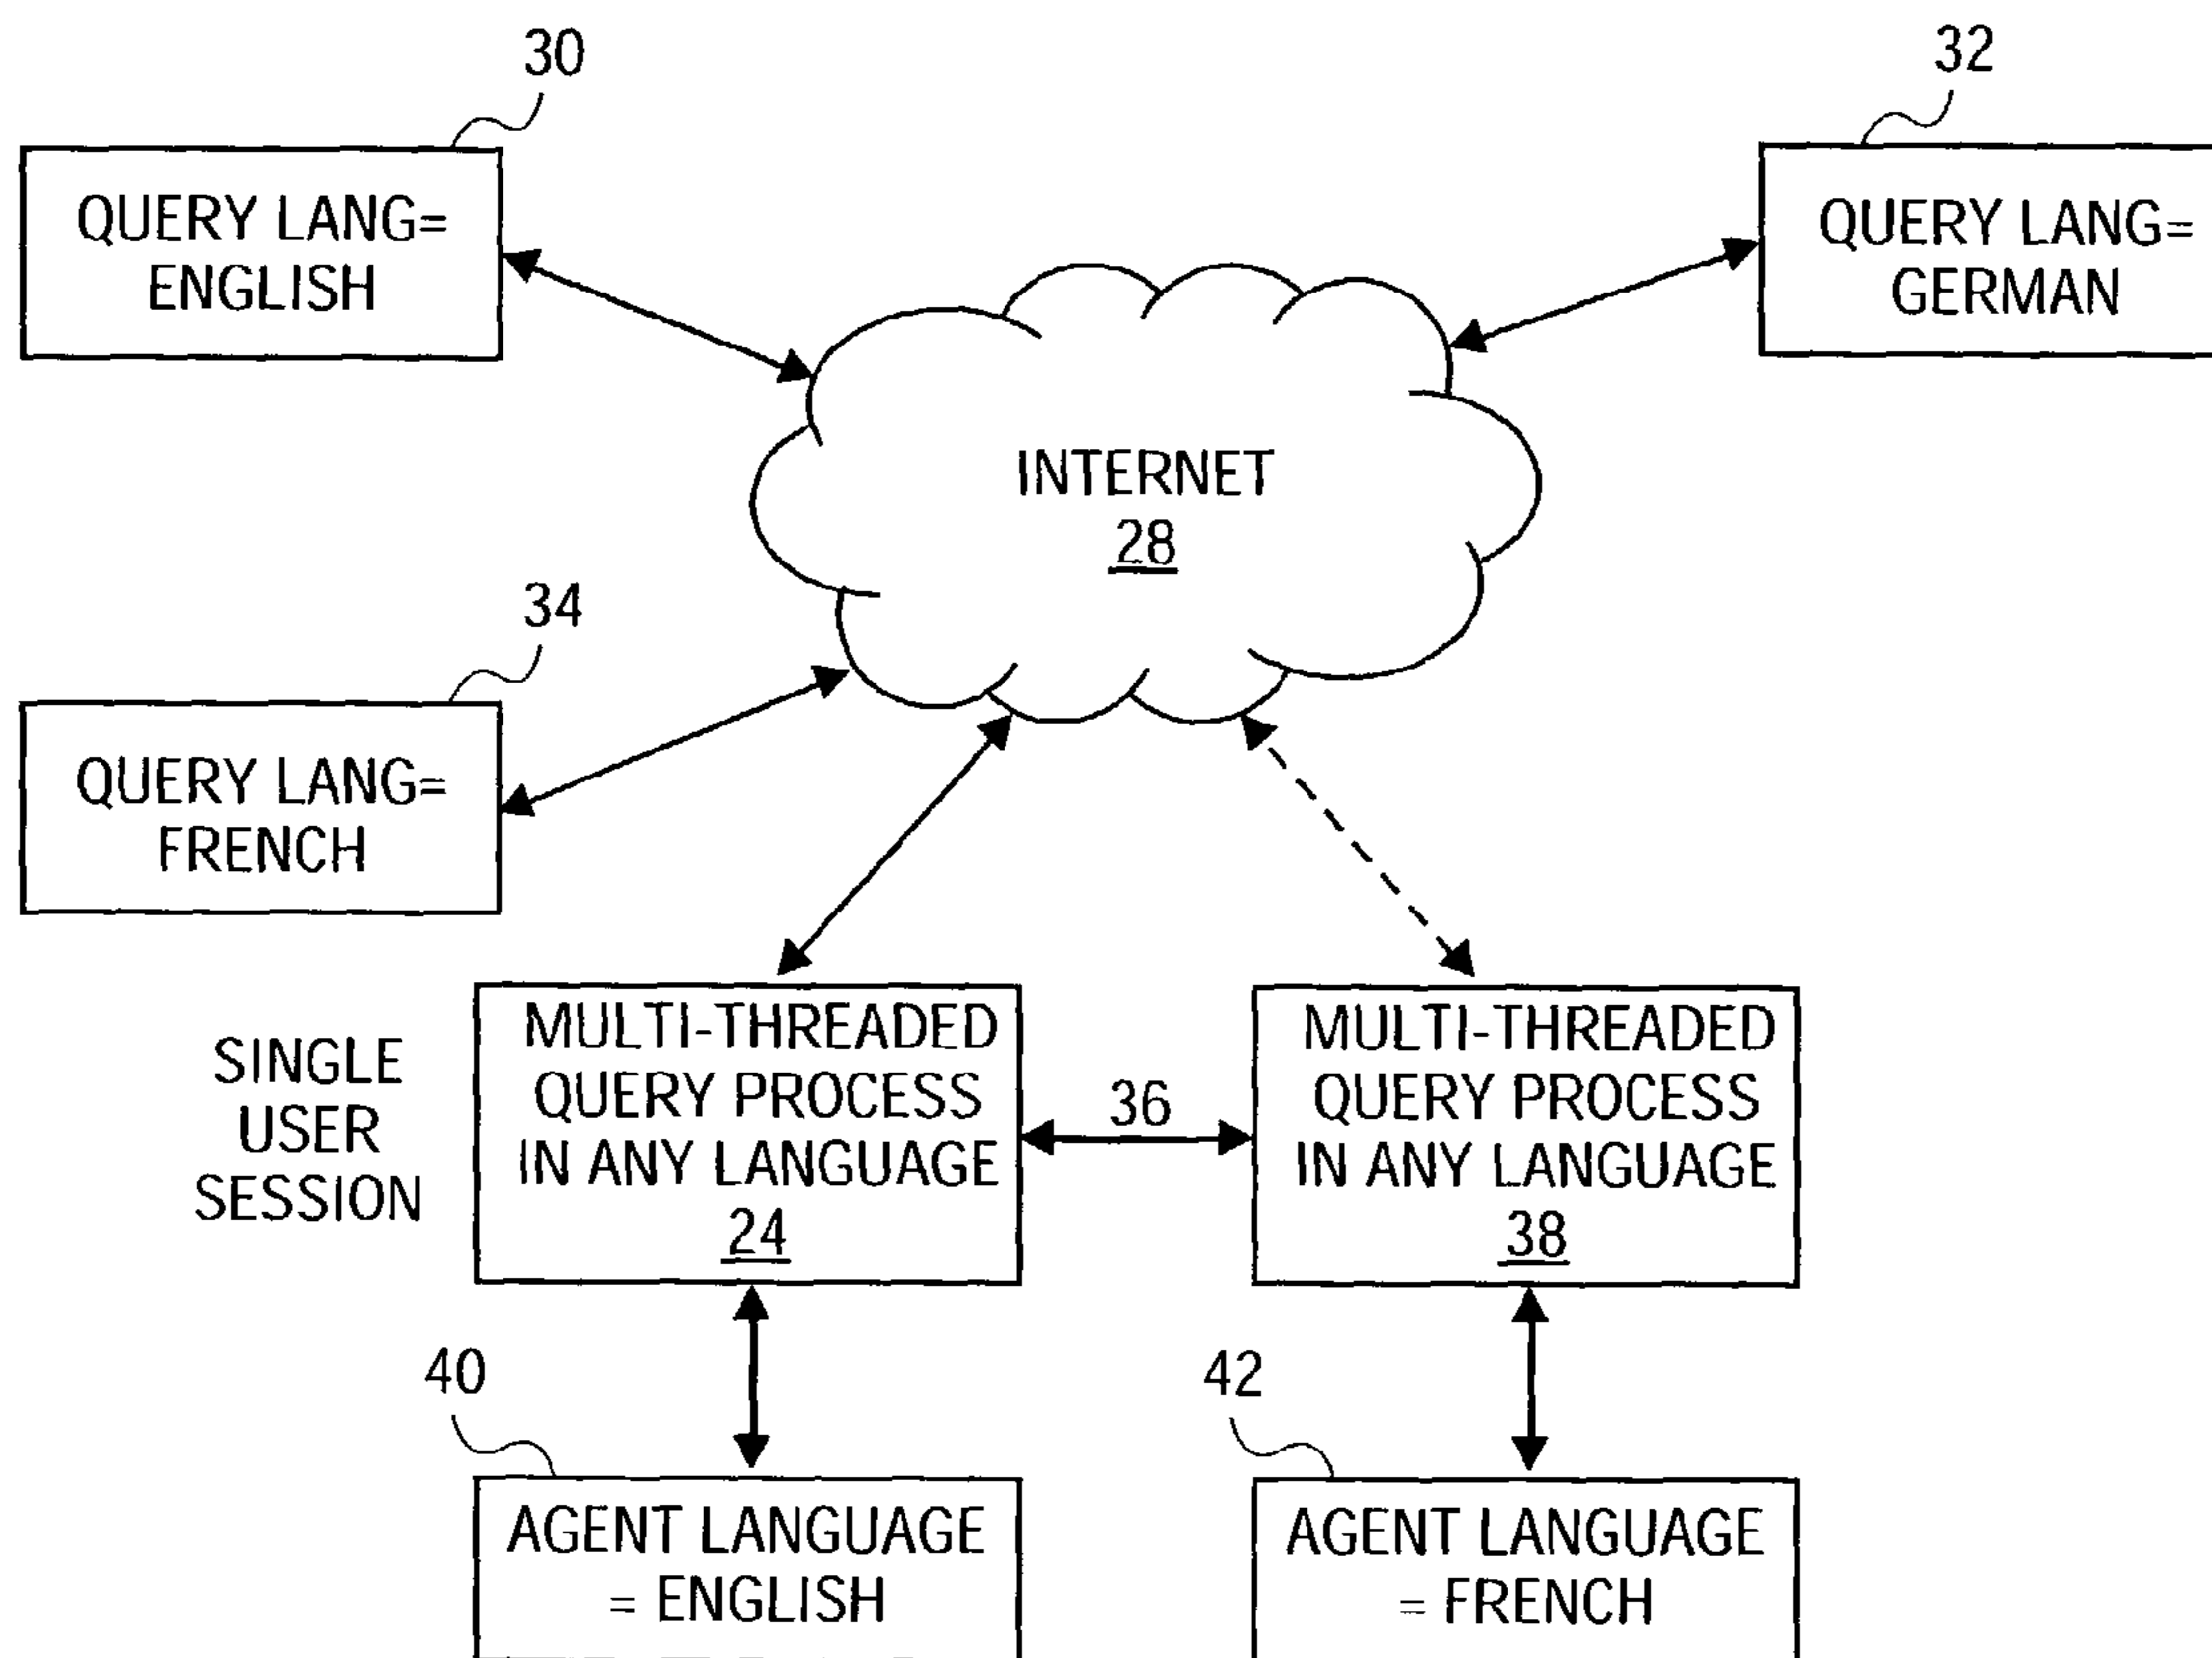 30
32
QUERY LANG=
ENGLISH
QUERY LANG=
GERMAN
INTERNET
28
34
QUERY LANG=
FRENCH
SINGLE
USER
SESSION
MULTI-THREADED
QUERY PROCESS
IN ANY LANGUAGE
24
36
MULTI-THREADED
QUERY PROCESS
IN ANY LANGUAGE
38
40
42
AGENT LANGUAGE
= ENGLISH
AGENT LANGUAGE
= FRENCH